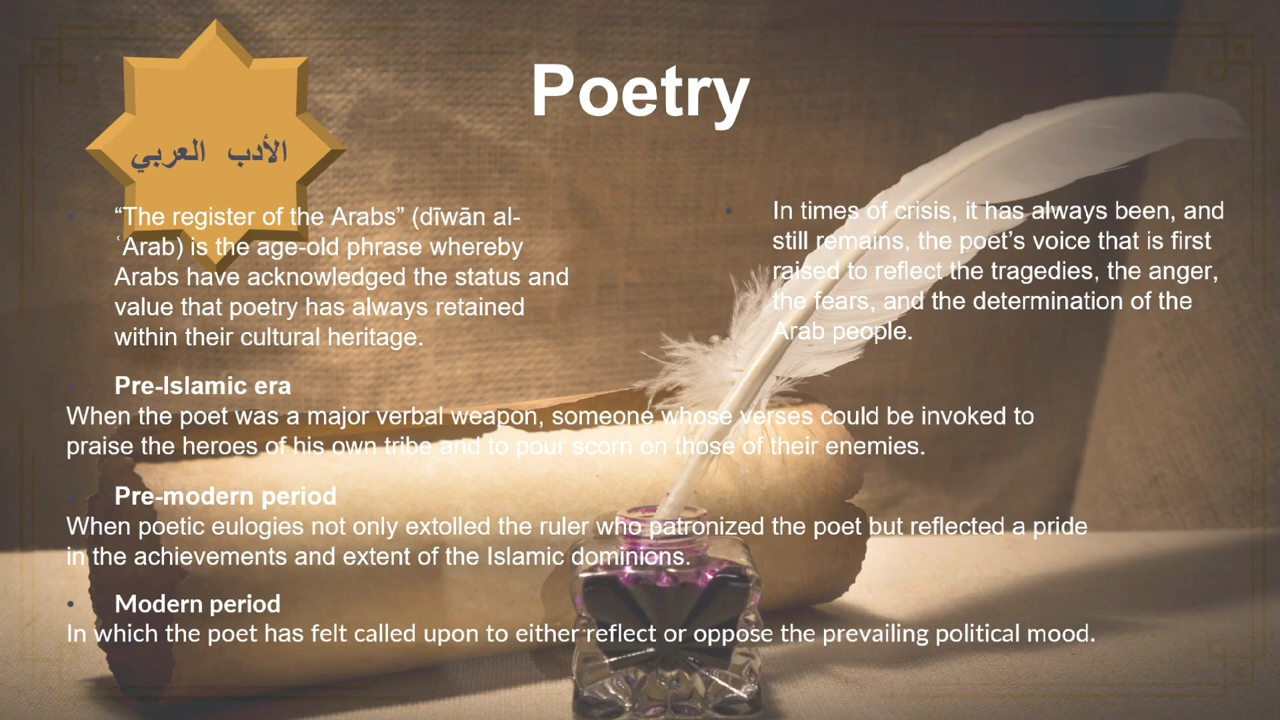 Poetry
الأدب العربي
“The register of the Arabs” (dīwān al-
ʿArab) is the age-old phrase whereby
Arabs have acknowledged the status and
value that poetry has always retained
within their cultural heritage.
In times of crisis, it has always been, and
still remains, the poet’s voice that is first
raised to reflect the tragedies, the anger,
the fears, and the determination of the
Arab people.
Pre-Islamic era
When the poet was a major verbal weapon, someone whose verses could be invoked to
praise the heroes of his own tribe and to pour scorn on those of their enemies.
Pre-modern period
When poetic eulogies not only extolled the ruler who patronized the poet but reflected a pride
in the achievements and extent of the Islamic dominions.
• Modern period
In which the poet has felt called upon to either reflect or oppose the prevailing political mood.